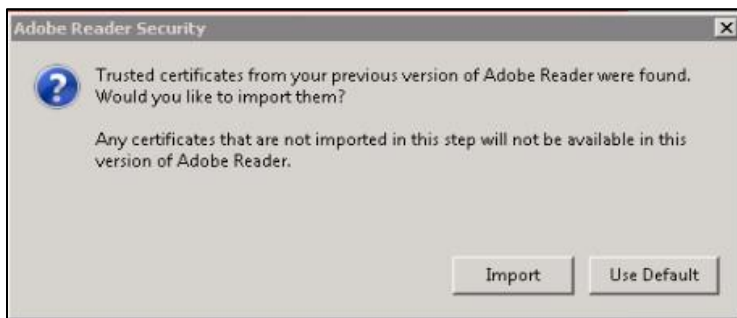 Adobe Reader Security
Trusted certificates from your previous version of Adobe Reader were found.
Would you like to import them?
Any certificates that are not imported in this step will not be available in this
version of Adobe Reader.
Import
Use Default